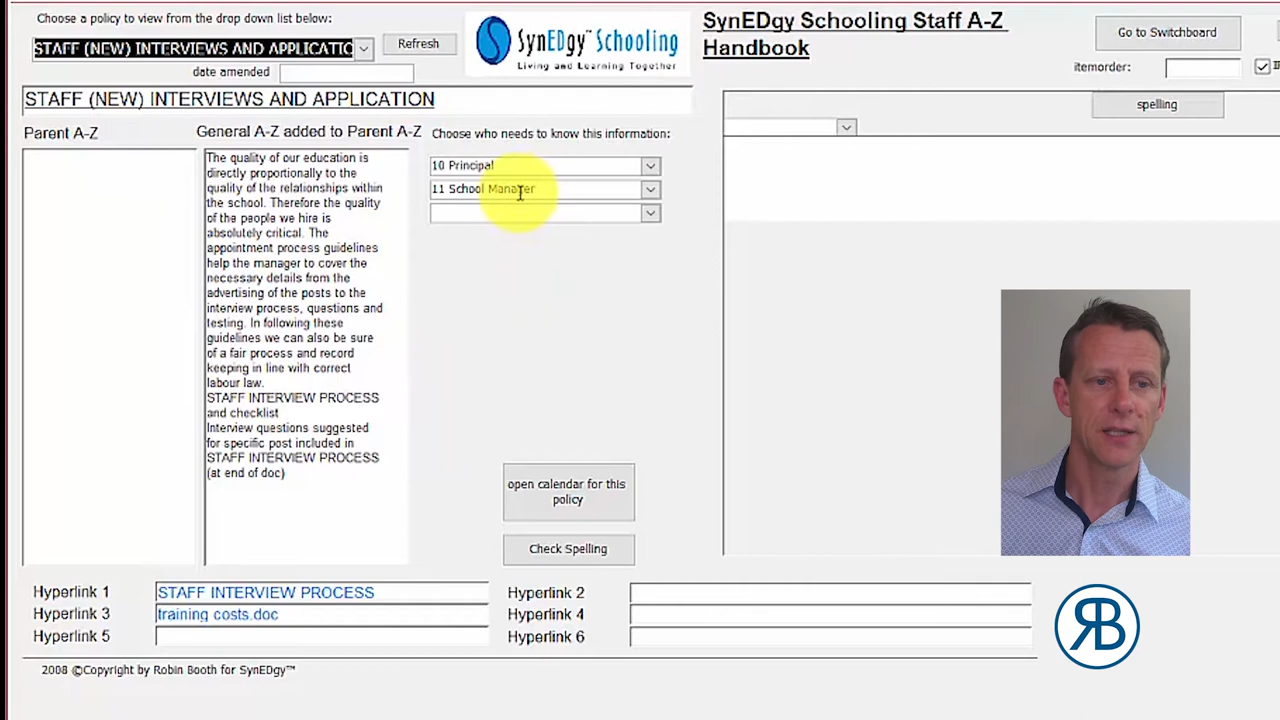 Choose a policy to view from the drop down list below:
STAFF (NEW) INTERVIEWS AND APPLICATIC
Refresh
date amended
SynEDgy Schooling
Living and Learning Together
SynEDgy Schooling Staff A-Z
Handbook
Go to Switchboard
itemorder:
STAFF (NEW) INTERVIEWS AND APPLICATION
spelling
Parent A-Z
General A-Z added to Parent A-Z
Choose who needs to know this information:
The quality of our education is
directly proportionally to the
quality of the relationships within
the school. Therefore the quality
of the people we hire is
absolutely critical. The
appointment process guidelines
help the manager to cover the
necessary details from the
advertising of the posts to the
interview process, questions and
testing. In following these
guidelines we can also be sure
of a fair process and record
keeping in line with correct
labour law.
STAFF INTERVIEW PROCESS
and checklist
Interview questions suggested
for specific post included in
STAFF INTERVIEW PROCESS
(at end of doc)
10 Principal
11 School Manager
open calendar for this
policy
Check Spelling
Hyperlink 1
STAFF INTERVIEW PROCESS
Hyperlink 2
Hyperlink 3
training costs.doc
Hyperlink 4
Hyperlink 5
Hyperlink 6
RB
2008 ©Copyright by Robin Booth for SynEDgy™